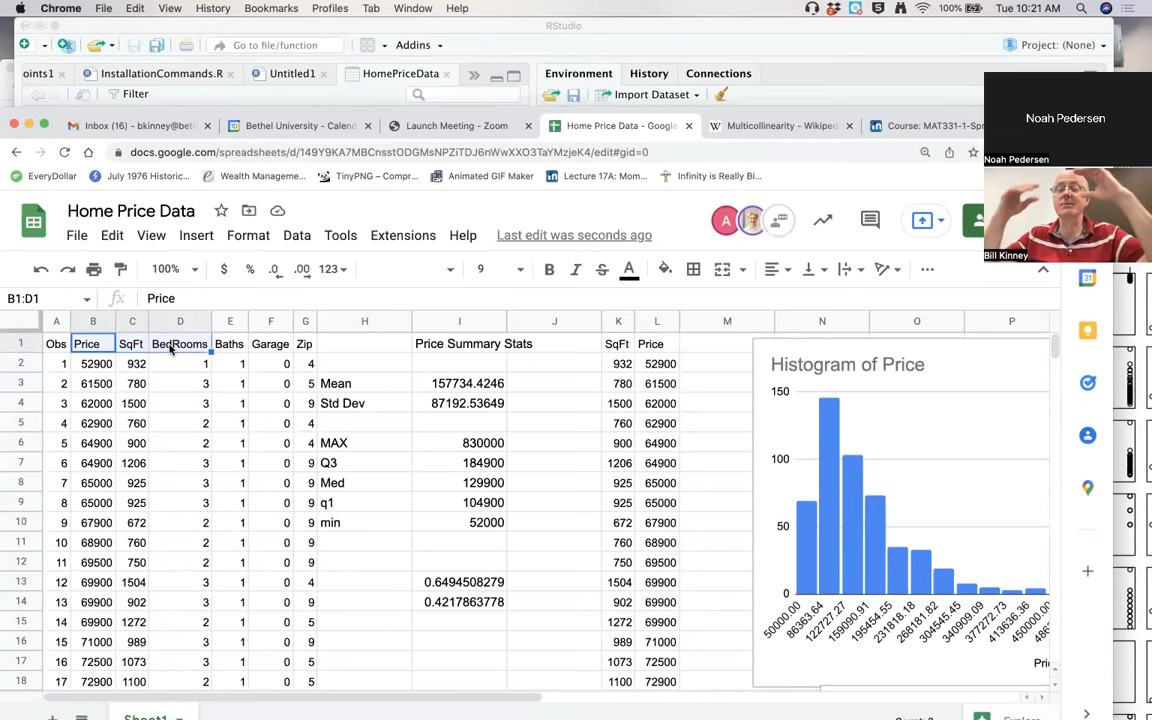 Chrome File Edit View History Bookmarks Profiles Tab Window Help 100% Tue 10:21 AM
RStudio
Go to file/function Addins Project: (None)
oints1 InstallationCommands.R Untitled1 HomePriceData Environment History Connections
Filter Import Dataset
Noah Pedersen
Noah Pedersen
Bill Kinney
Inbox (16) - bkinney@bet Bethel University - Calend Launch Meeting - Zoom Home Price Data - Google Multicollinearity - Wikiped Course: MAT331-1-Sp
docs.google.com/spreadsheets/d/149Y9KA7MBCnsstODGMsNPZiTDJ6nWwXXO3TaYMzjeK4/edit#gid=0
EveryDollar July 1976 Historic... Wealth Manageme... TinyPNG – Compr... Animated GIF Maker Lecture 17A: Mom... Infinity is Really Bi...
Home Price Data
File Edit View Insert Format Data Tools Extensions Help Last edit was seconds ago
A
100% $ % .0 .00 123 9 B I S A
B1:D1 fx Price
A B C D E F G H I J K L M N O P
1 Obs Price SqFt BedRooms Baths Garage Zip Price Summary Stats SqFt Price
2 1 52900 932 1 1 0 4 932 52900
3 2 61500 780 3 1 0 5 Mean 157734.4246 780 61500
4 3 62000 1500 3 1 0 9 Std Dev 87192.53649 1500 62000
5 4 62900 760 2 1 0 4 760 62900
6 5 64900 900 2 1 0 4 MAX 830000 900 64900
7 6 64900 1206 3 1 0 9 Q3 184900 1206 64900
8 7 65000 925 3 1 0 9 Med 129900 925 65000
9 8 65000 925 3 1 0 9 q1 104900 925 65000
10 9 67900 672 2 1 0 9 min 52000 672 67900
11 10 68900 760 2 1 0 9 760 68900
12 11 69500 750 2 1 0 9 750 69500
13 12 69900 1504 3 1 0 4 0.6494508279 1504 69900
14 13 69900 902 3 1 0 9 0.4217863778 902 69900
15 14 69900 1272 2 1 0 5 1272 69900
16 15 71000 989 3 1 0 9 989 71000
17 16 72500 1073 3 1 0 5 1073 72500
18 17 72900 1100 2 1 0 5 1100 72900
Histogram of Price
150
100
50
0
50000.00 86363.64 122727.27 159090.91 195454.55 231818.18 268181.82 304545.45 340909.09 377272.73 413636.36 450000.00
Sheet1